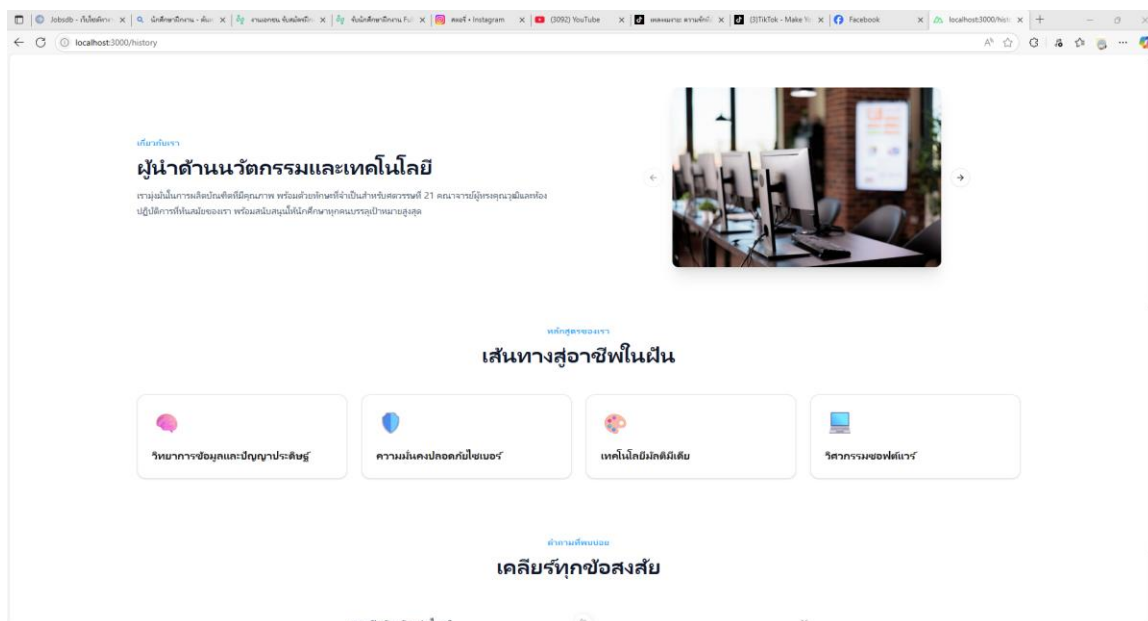 Jobsdb -
(3092) YouTube
(3)TikTok - Make
Facebook
localhost:3000/hist
localhost:3000/history
เกี่ยวกับเรา
ผู้นำด้านนวัตกรรมและเทคโนโลยี
เรามุ่งมั่นในการผลิตบัณฑิตที่มีคุณภาพ พร้อมด้วยทักษะที่จำเป็นสำหรับศตวรรษที่ 21 คณาจารย์ผู้ทรงคุณวุฒิและห้อง
ปฏิบัติการที่ทันสมัยของเรา พร้อมสนับสนุนให้นักศึกษาทุกคนบรรลุเป้าหมายสูงสุด
หลักสูตรของเรา
เส้นทางสู่อาชีพในฝัน
วิทยาการข้อมูลและปัญญาประดิษฐ์
ความมั่นคงปลอดภัยไซเบอร์
เทคโนโลยีมัลติมีเดีย
วิศวกรรมซอฟต์แวร์
คำถามที่พบบ่อย
เคลียร์ทุกข้อสงสัย